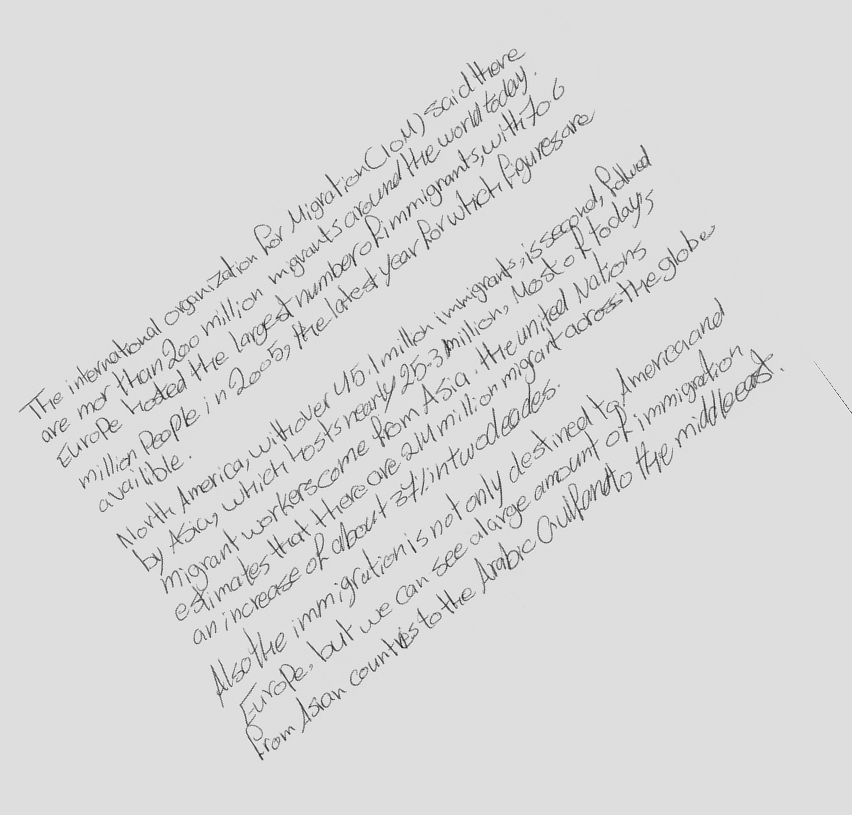 The international organization for Migration (IOM) said there
are mor than 200 million migrants around the world today.
Europe hosted the largest number of immigrants, with 70 6
million People in 2005, the latest year for which figures are
availible.
North America, with over 45.1 million immigrants, is second, followed
by Asia, which hosts nearly 25.3 million, Most of today's
migrant workers come from Asia. the united Nations
estimates that there are 214 million migrant across the globe
an increase of about 37% in two decades.
Also the immigration is not only destined to America and
Europe, but we can see a large amount of immigration
from Asian countries to the Arabic Gulf and to the middle east.